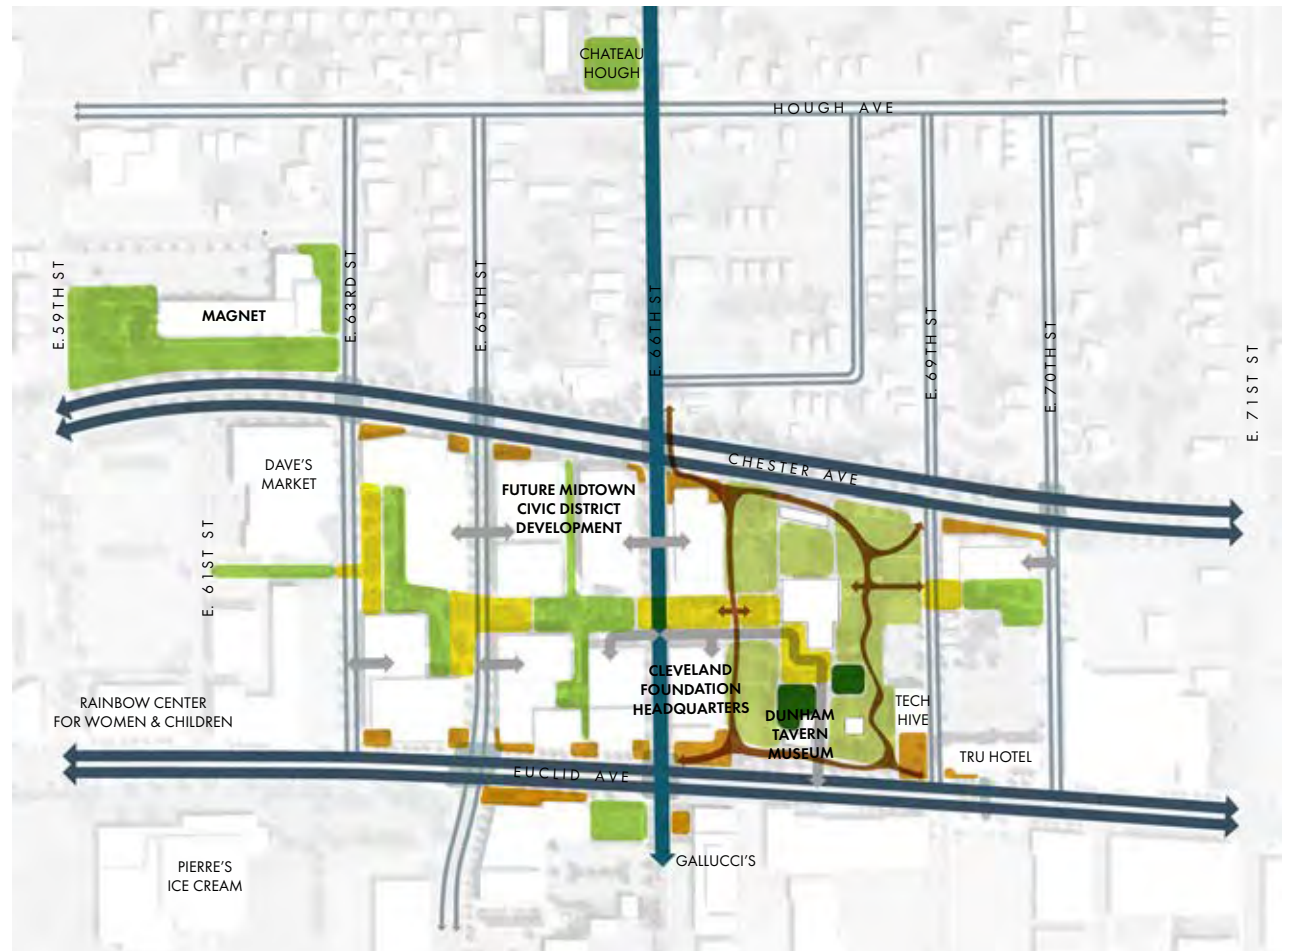 CHATEAU
HOUGH
HOUGH AVE
E. 59TH ST
E. 63RD ST
E. 65TH ST
E. 66TH ST
E. 69TH ST
E. 70TH ST
E. 71ST ST
MAGNET
CHESTER AVE
DAVE'S
MARKET
FUTURE MIDTOWN
CIVIC DISTRICT
DEVELOPMENT
E. 61ST ST
CLEVELAND
FOUNDATION
HEADQUARTERS
RAINBOW CENTER
FOR WOMEN & CHILDREN
DUNHAM
TAVERN
MUSEUM
TECH
HIVE
TRU HOTEL
EUCLID AVE
PIERRE'S
ICE CREAM
GALLUCCI'S